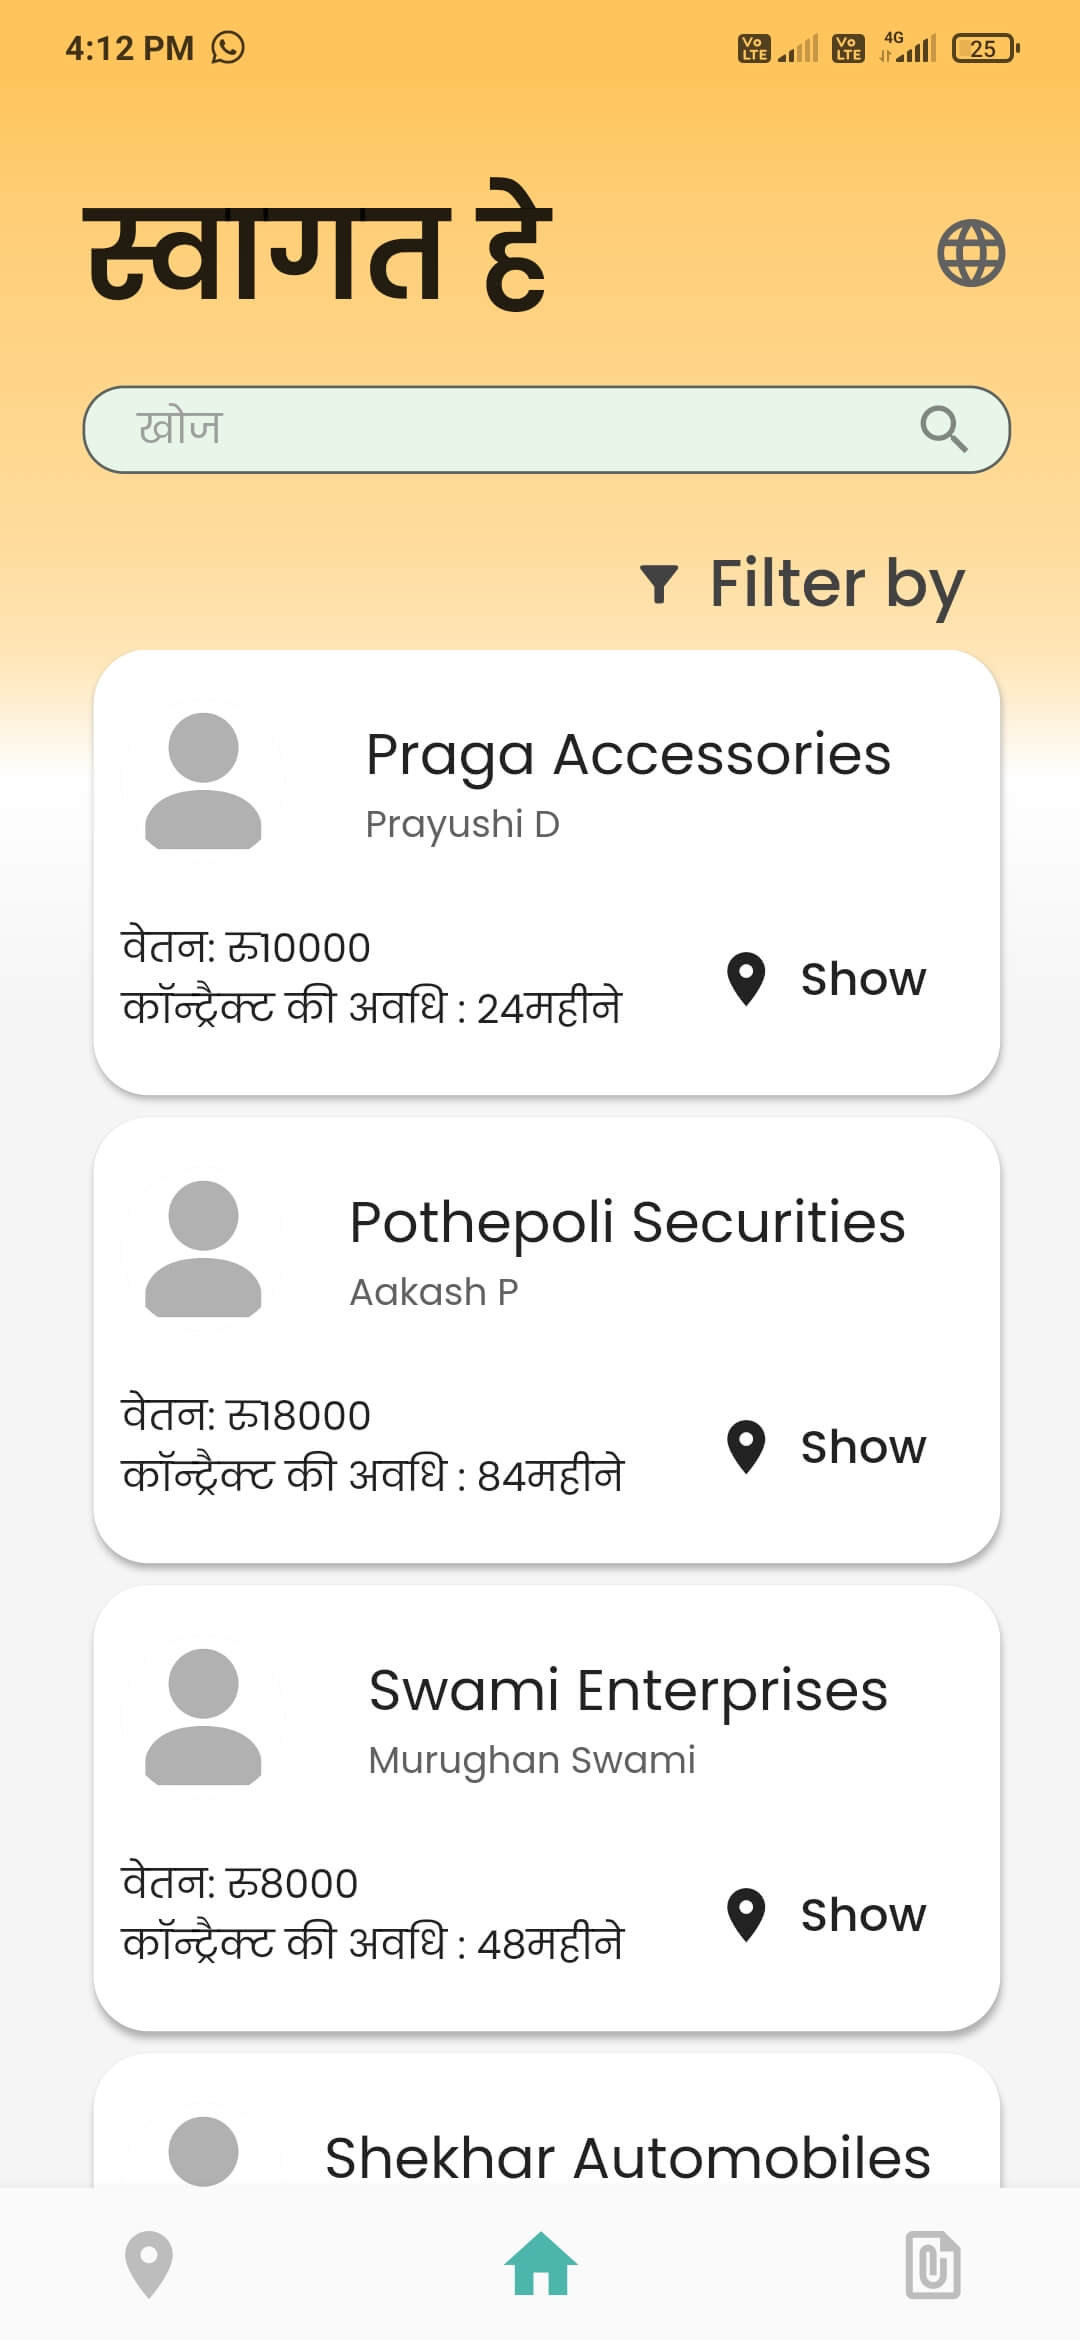 4:12 PM
Vo LTE Vo LTE 4G 25
स्वागत हे
खोज
Filter by
Praga Accessories
Prayushi D
वेतन: रु10000
कॉन्ट्रैक्ट की अवधि : 24महीने
Show
Pothepoli Securities
Aakash P
वेतन: रु18000
कॉन्ट्रैक्ट की अवधि : 84महीने
Show
Swami Enterprises
Murughan Swami
वेतन: रु8000
कॉन्ट्रैक्ट की अवधि : 48महीने
Show
Shekhar Automobiles